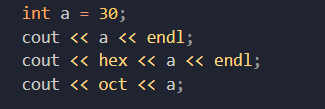 int a = 30;
cout << a << endl;
cout << hex << a << endl;
cout << oct << a;